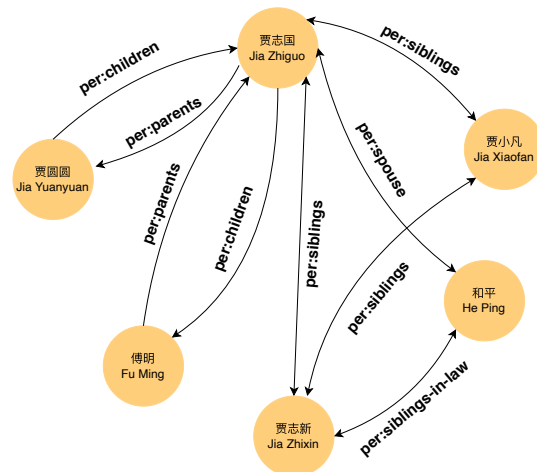 贾志国
Jia Zhiguo
per:children
per:siblings
per:parents
贾小凡
Jia Xiaofan
贾圆圆
Jia Yuanyuan
per:spouse
per:parents
per:children
per:siblings
per:siblings
和平
He Ping
傅明
Fu Ming
per:siblings-in-law
贾志新
Jia Zhixin